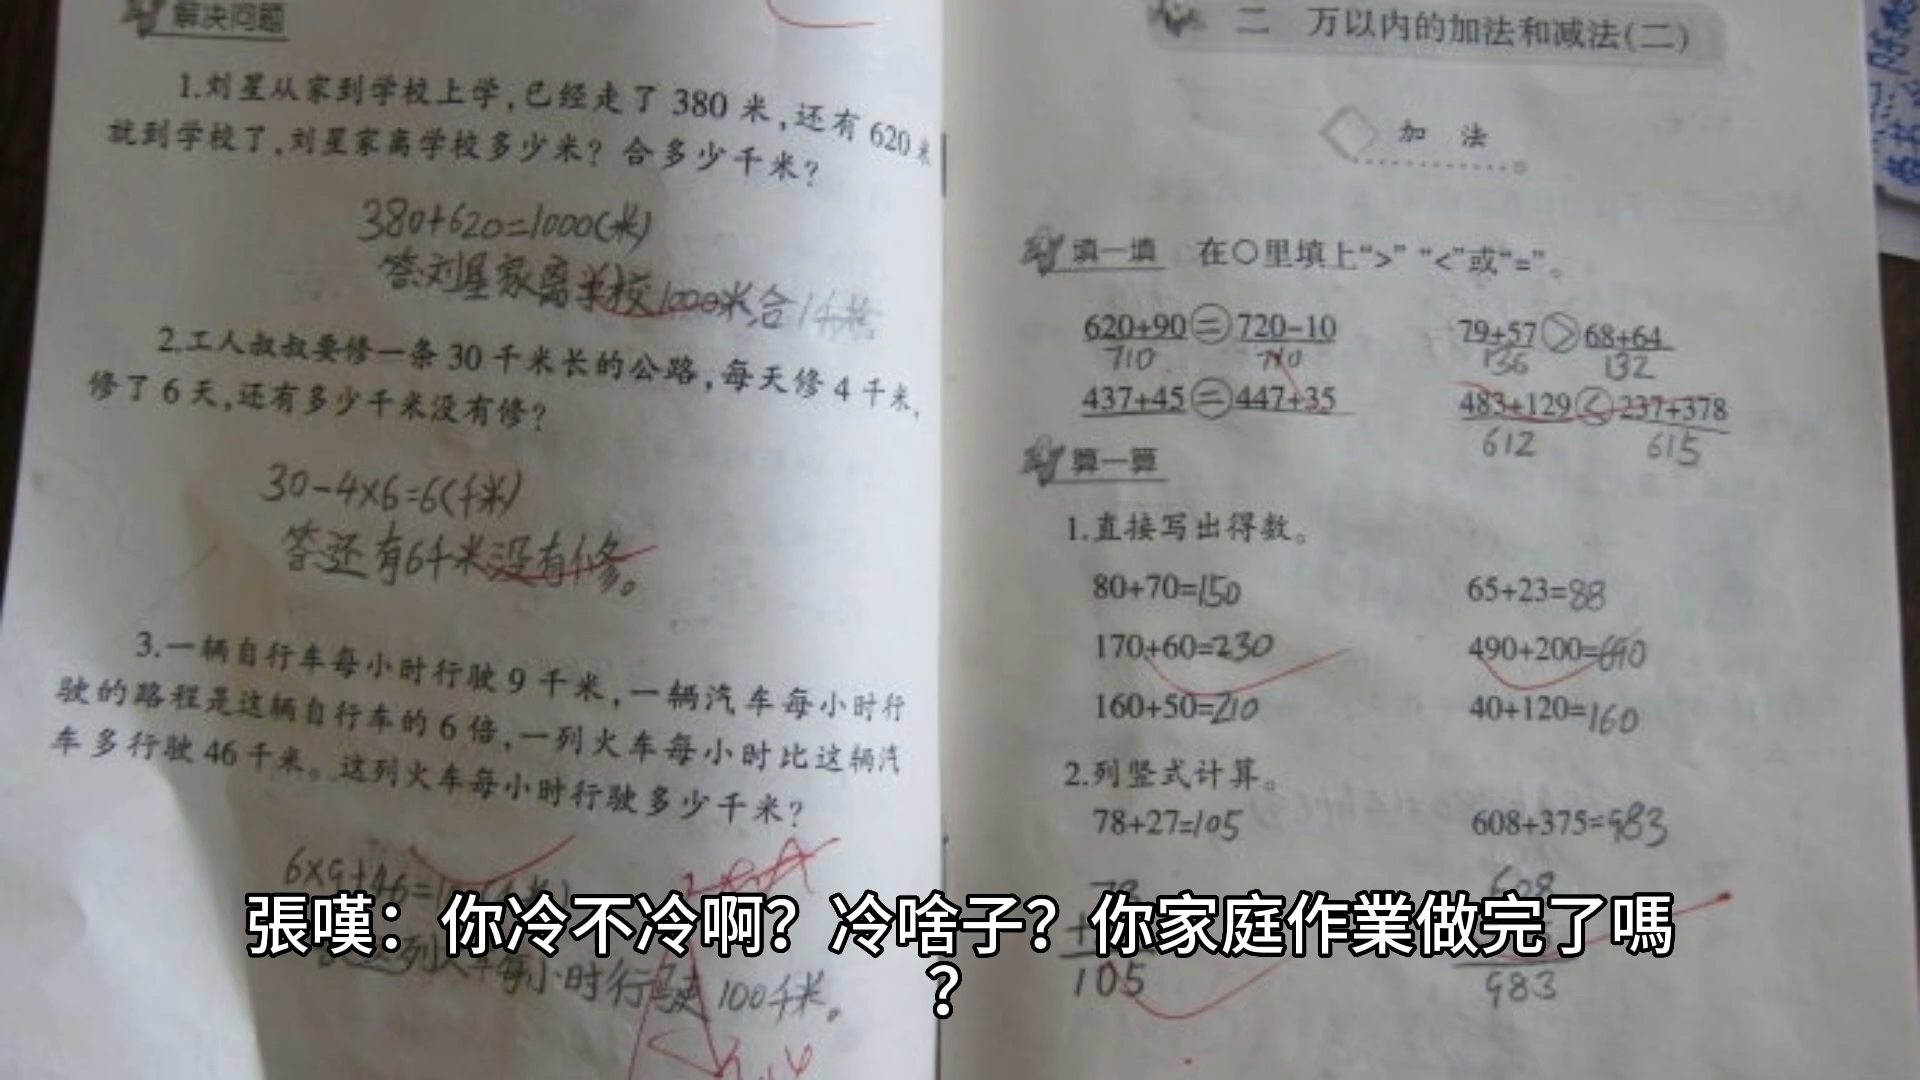 解决问题
1.刘星从家到学校上学,已经走了 380 米,还有 620 米
就到学校了,刘星家离学校多少米？合多少千米？
380+620=1000(米)
答:刘星家离学校1000米合1千米
2.工人叔叔要修一条 30 千米长的公路,每天修 4 千米,
修了 6 天,还有多少千米没有修？
30-4×6=6(千米)
答还有6千米没有修。
3.一辆自行车每小时行驶 9 千米,一辆汽车每小时行
驶的路程是这辆自行车的 6 倍,一列火车每小时比这辆汽
车多行驶 46 千米。这列火车每小时行驶多少千米？
6×9+46=
列火车每小时行驶 100千米。
二 万以内的加法和减法(二)
加 法
填一填 在○里填上“>”“<”或“=”。
620+90=720-10 79+57>68+64
710 710 136 132
437+45=447+35 483+129<237+378
612 615
算一算
1.直接写出得数。
80+70=150 65+23=88
170+60=230 490+200=690
160+50=210 40+120=160
2.列竖式计算。
78+27=105 608+375=983
78 608
105 983
張嘆：你冷不冷啊？冷啥子？你家庭作業做完了嗎
？